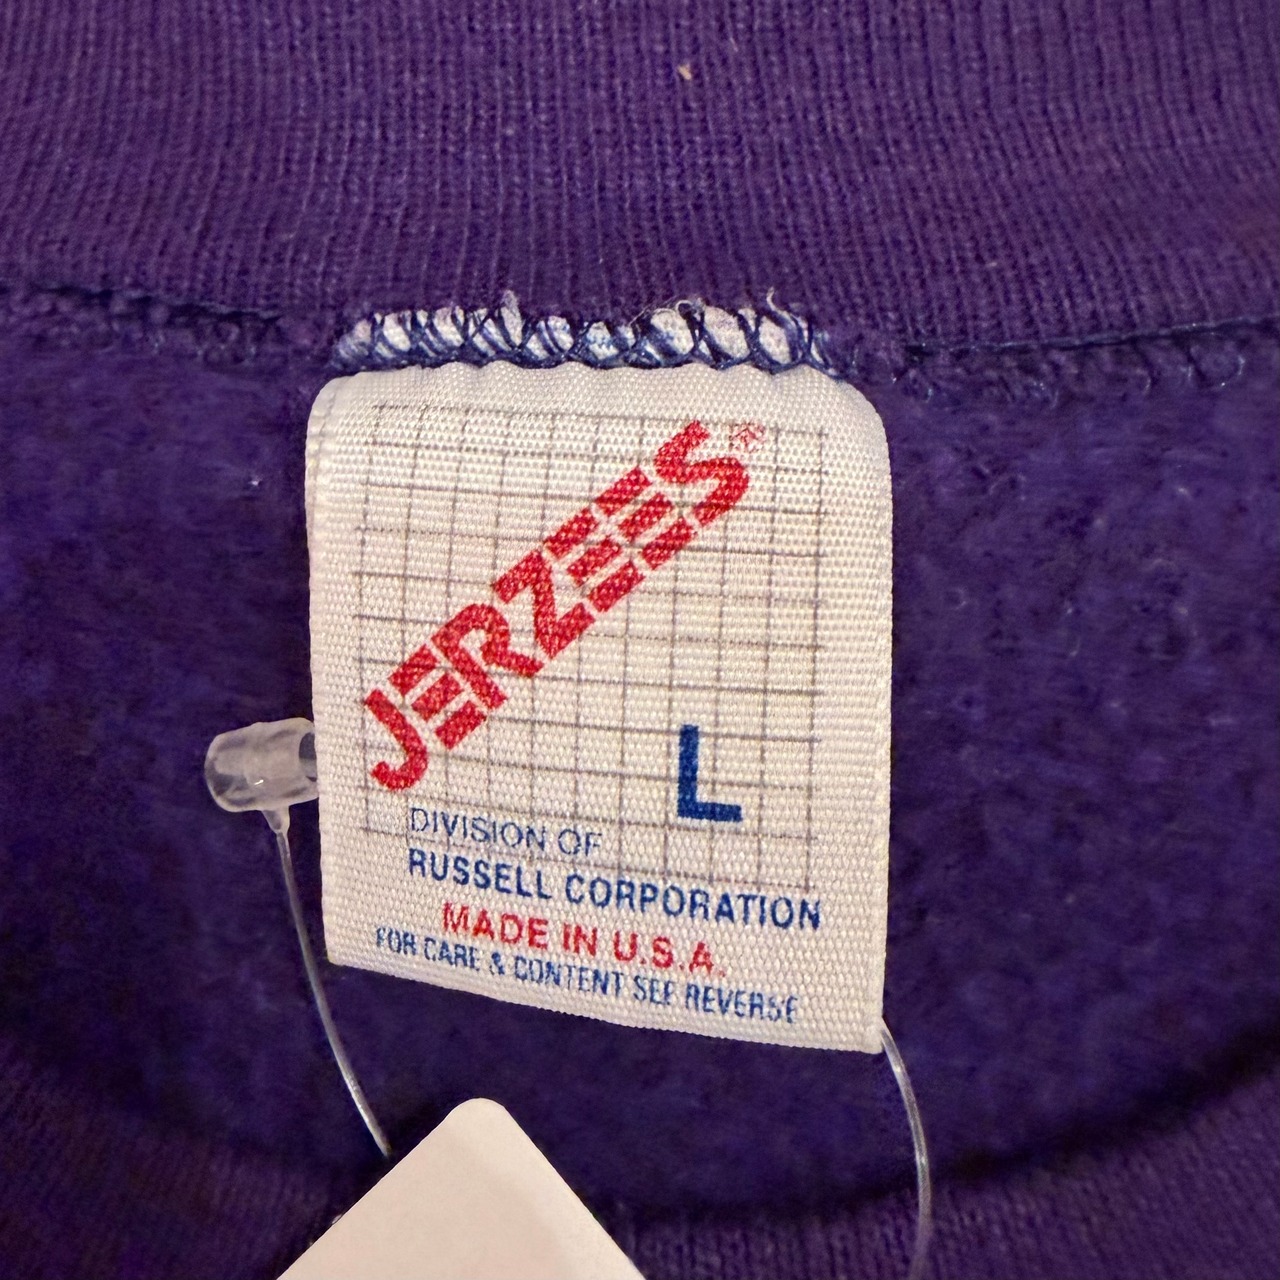 JERZEES®
L
DIVISION OF
RUSSELL CORPORATION
MADE IN U.S.A.
FOR CARE & CONTENT SEE REVERSE